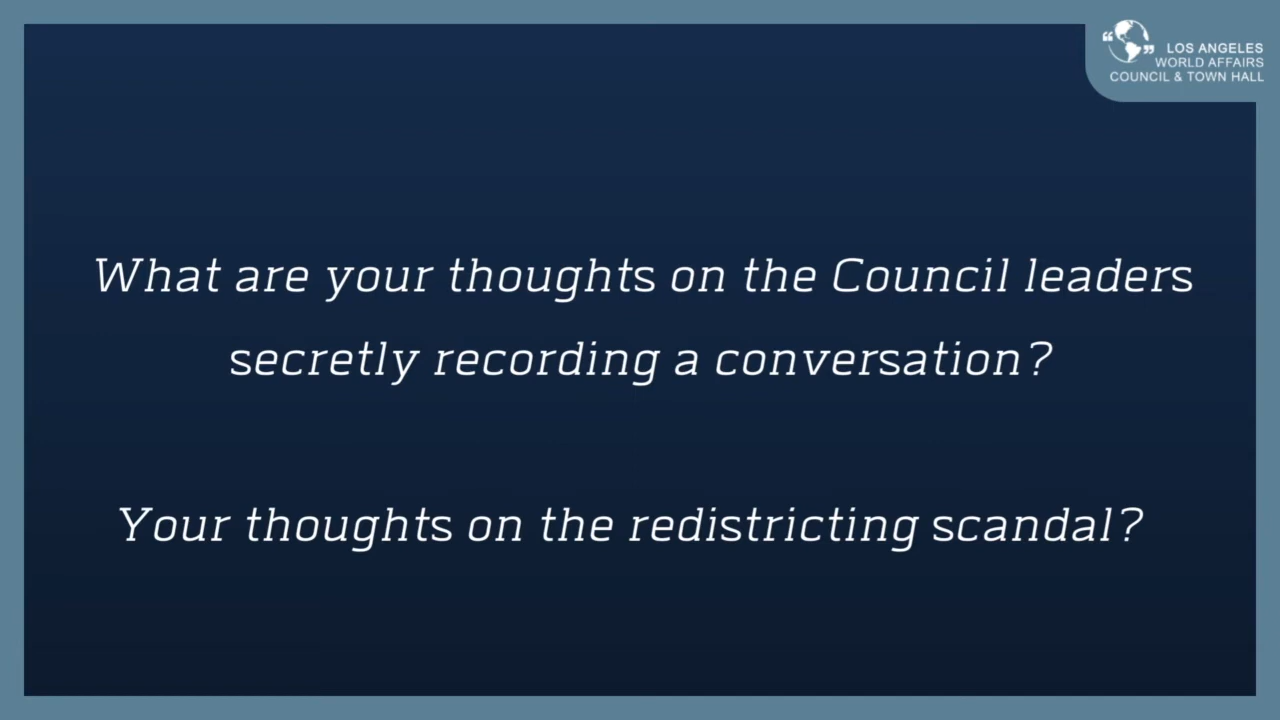 LOS ANGELES
WORLD AFFAIRS
COUNCIL & TOWN HALL
What are your thoughts on the Council leaders
secretly recording a conversation?
Your thoughts on the redistricting scandal?